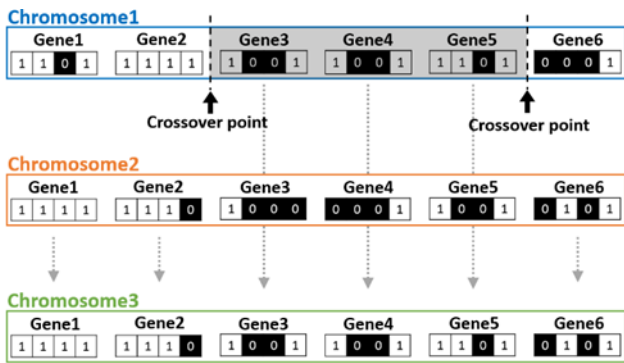 Chromosome1
Gene1 Gene2 Gene3 Gene4 Gene5 Gene6
1 1 0 1 1 1 1 1 1 0 0 1 1 0 0 1 1 1 0 1 0 0 0 1
Crossover point Crossover point
Chromosome2
Gene1 Gene2 Gene3 Gene4 Gene5 Gene6
1 1 1 1 1 1 1 0 1 0 0 0 0 0 0 1 1 0 0 1 0 1 0 1
Chromosome3
Gene1 Gene2 Gene3 Gene4 Gene5 Gene6
1 1 1 1 1 1 1 0 1 0 0 1 1 0 0 1 1 1 0 1 0 1 0 1